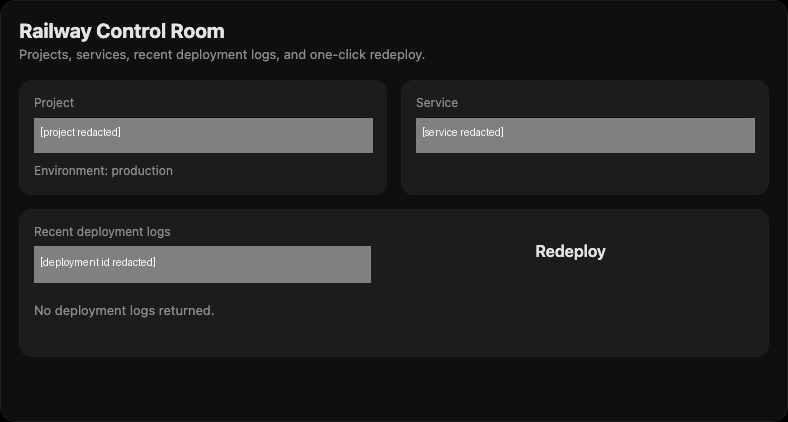 Railway Control Room
Projects, services, recent deployment logs, and one-click redeploy.
Project
[project redacted]
Environment: production
Service
[service redacted]
Recent deployment logs
[deployment id redacted]
No deployment logs returned.
Redeploy